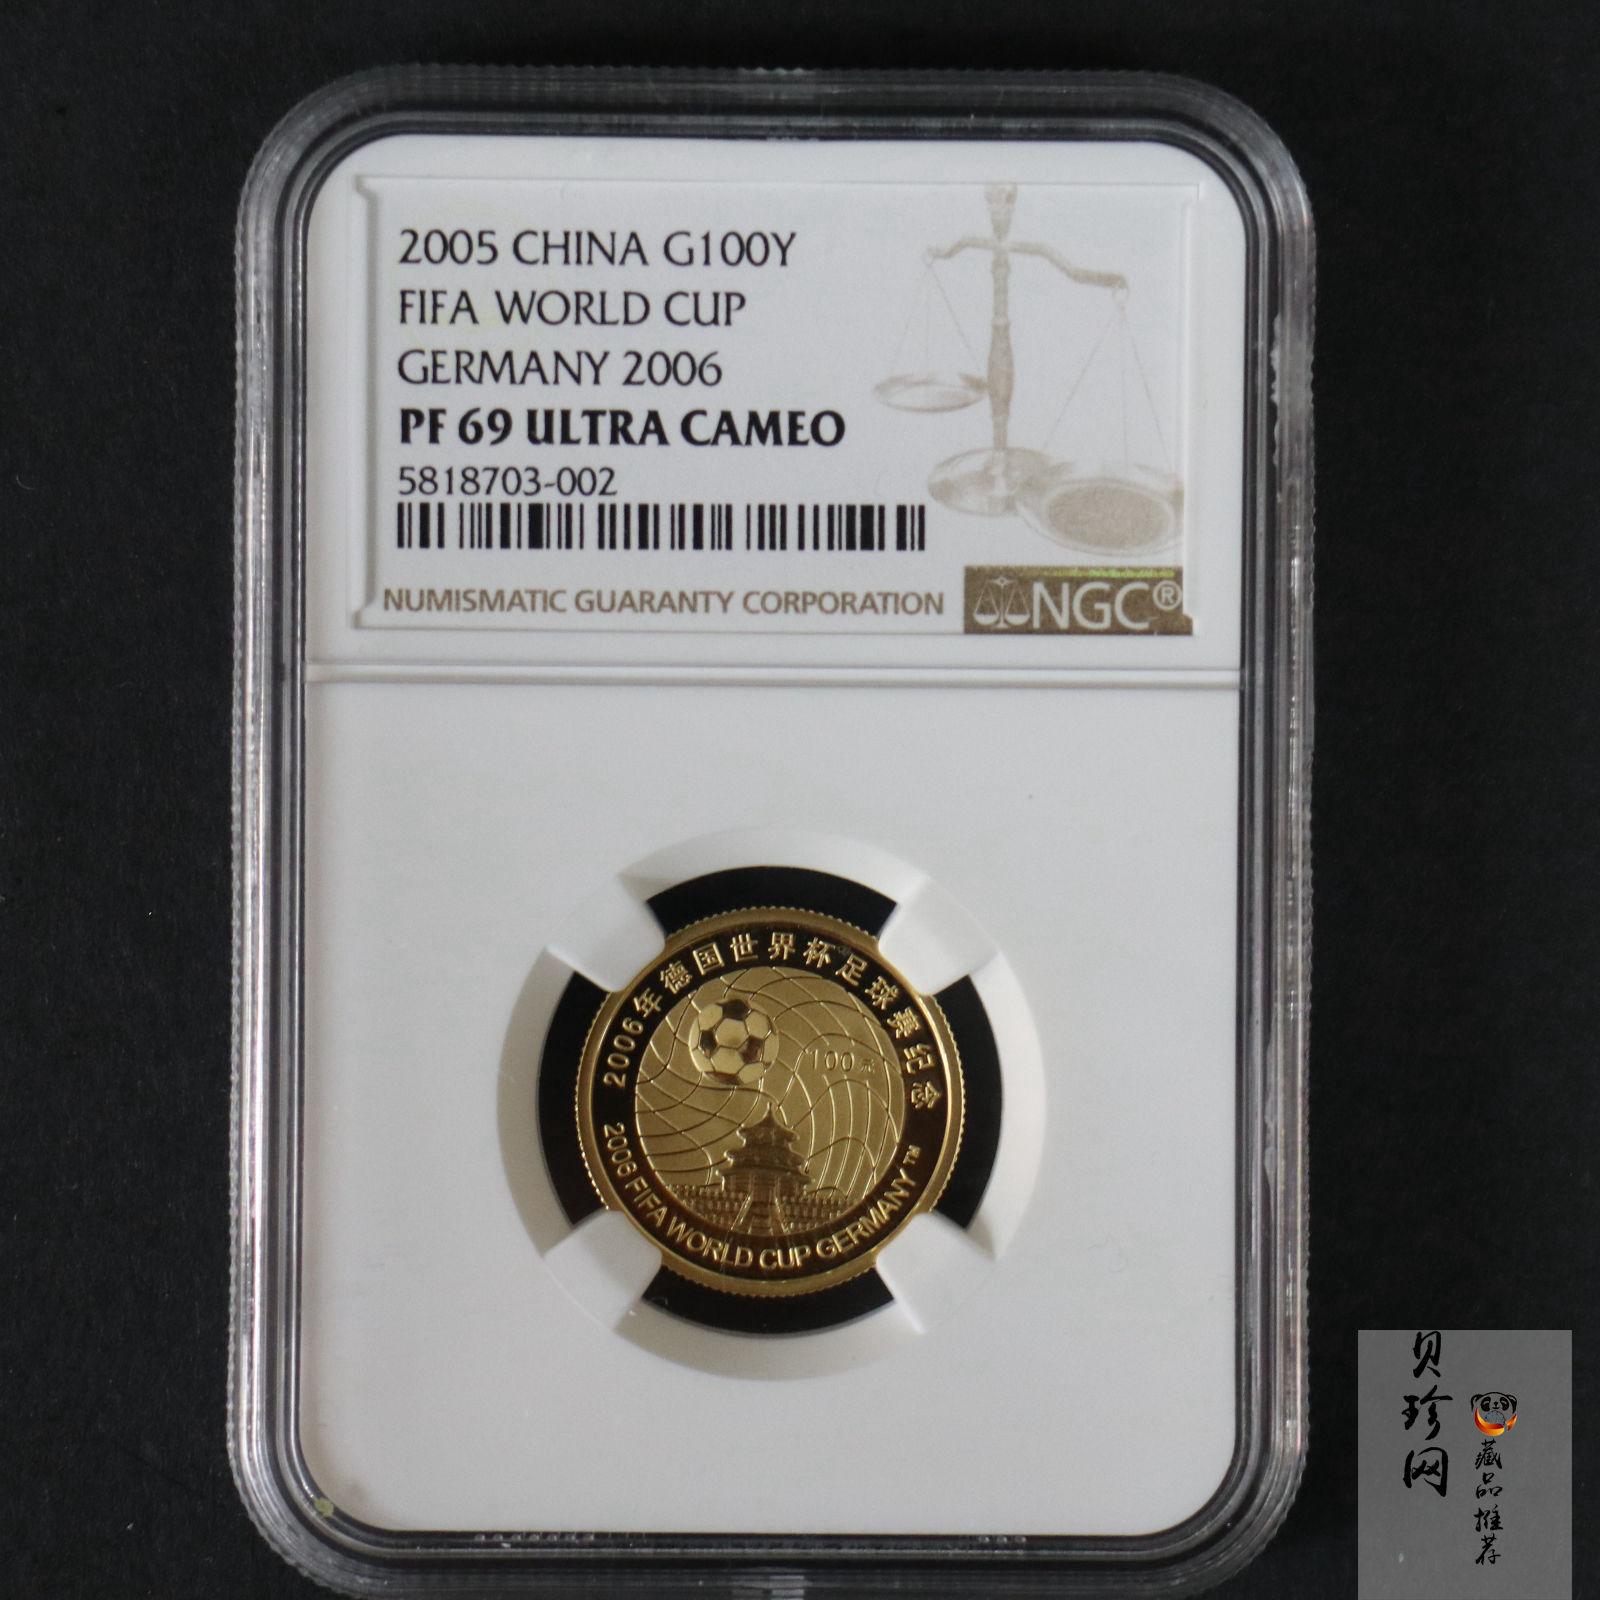 2005 CHINA G100Y
FIFA WORLD CUP
GERMANY 2006
PF 69 ULTRA CAMEO
5818703-002
NUMISMATIC GUARANTY CORPORATION
NGC®
2006年德国世界杯足球赛纪念
100元
2006 FIFA WORLD CUP GERMANY™
贝珍网
藏品推荐